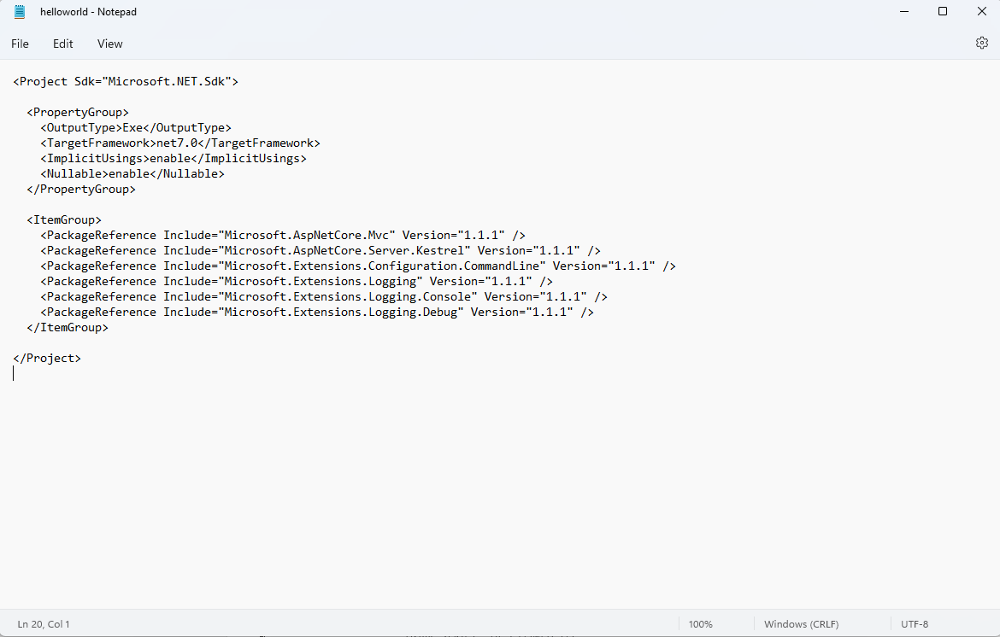 helloworld - Notepad
File Edit View
<Project Sdk="Microsoft.NET.Sdk">
  <PropertyGroup>
    <OutputType>Exe</OutputType>
    <TargetFramework>net7.0</TargetFramework>
    <ImplicitUsings>enable</ImplicitUsings>
    <Nullable>enable</Nullable>
  </PropertyGroup>
  <ItemGroup>
    <PackageReference Include="Microsoft.AspNetCore.Mvc" Version="1.1.1" />
    <PackageReference Include="Microsoft.AspNetCore.Server.Kestrel" Version="1.1.1" />
    <PackageReference Include="Microsoft.Extensions.Configuration.CommandLine" Version="1.1.1" />
    <PackageReference Include="Microsoft.Extensions.Logging" Version="1.1.1" />
    <PackageReference Include="Microsoft.Extensions.Logging.Console" Version="1.1.1" />
    <PackageReference Include="Microsoft.Extensions.Logging.Debug" Version="1.1.1" />
  </ItemGroup>
</Project>
Ln 20, Col 1 100% Windows (CRLF) UTF-8